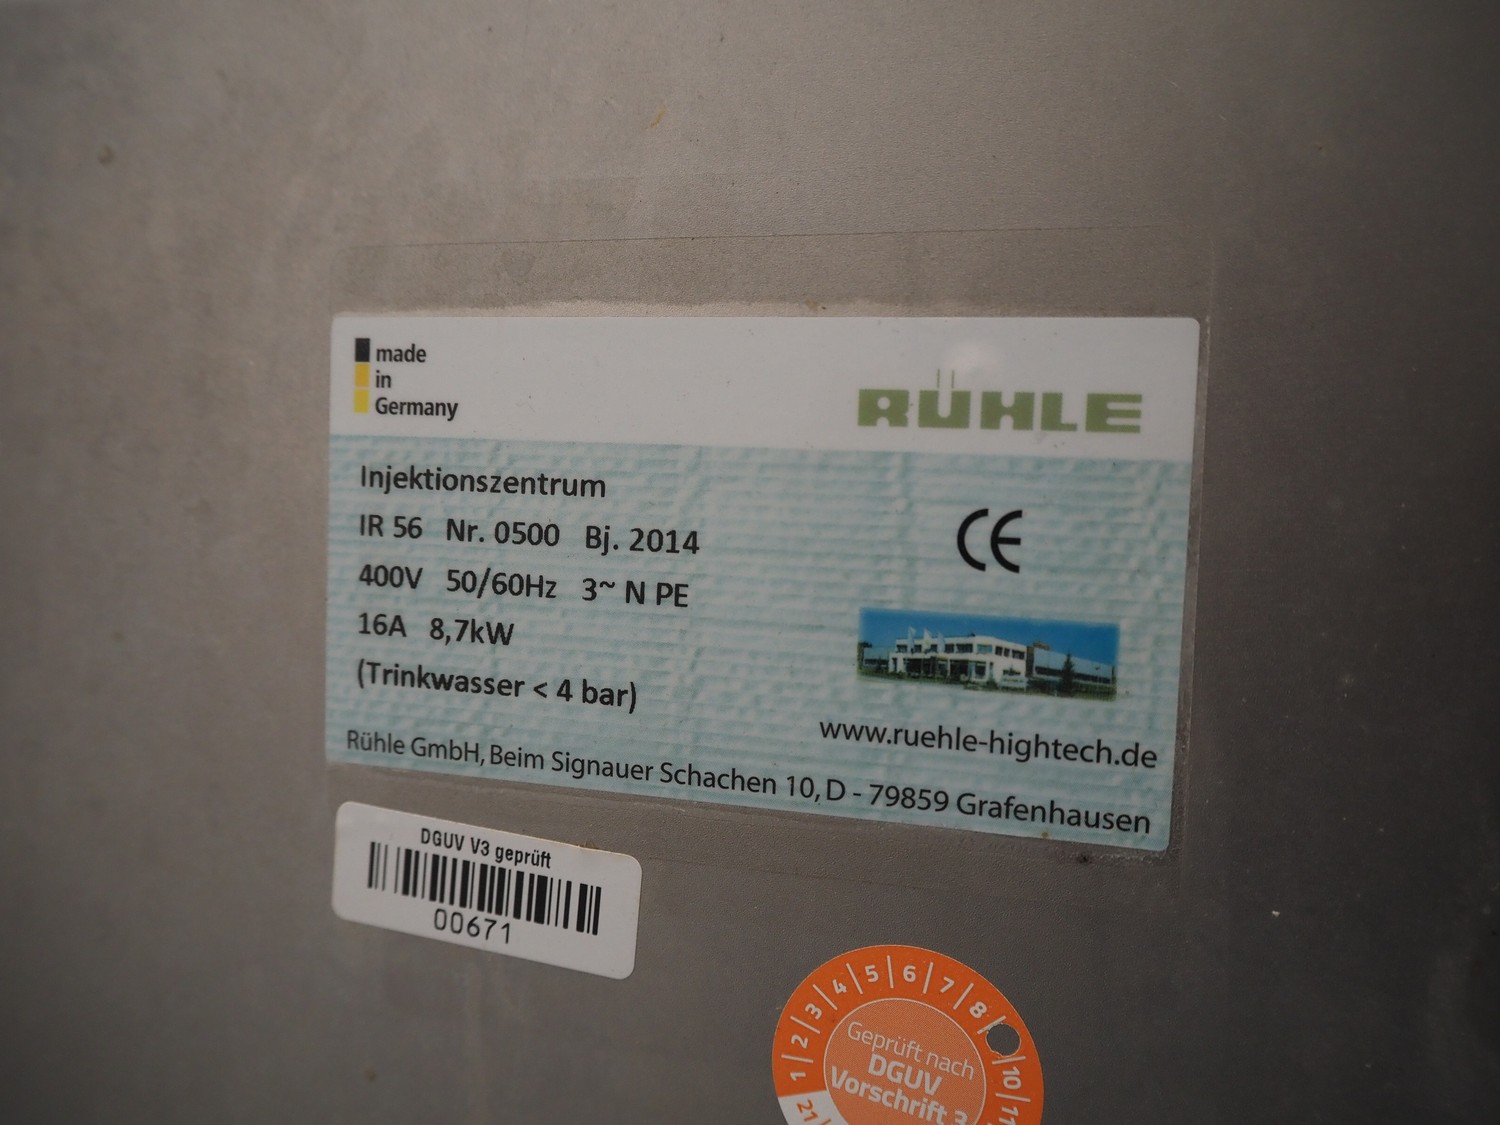 made
in
Germany
RÜHLE
Injektionszentrum
IR 56 Nr. 0500 Bj. 2014
400V 50/60Hz 3~ N PE
16A 8,7kW
(Trinkwasser < 4 bar)
CE
www.ruehle-hightech.de
Rühle GmbH, Beim Signauer Schachen 10, D - 79859 Grafenhausen
DGUV V3 geprüft
00671
1 2 3 4 5 6 7 8 10 11
21
Geprüft nach
DGUV
Vorschrift 3